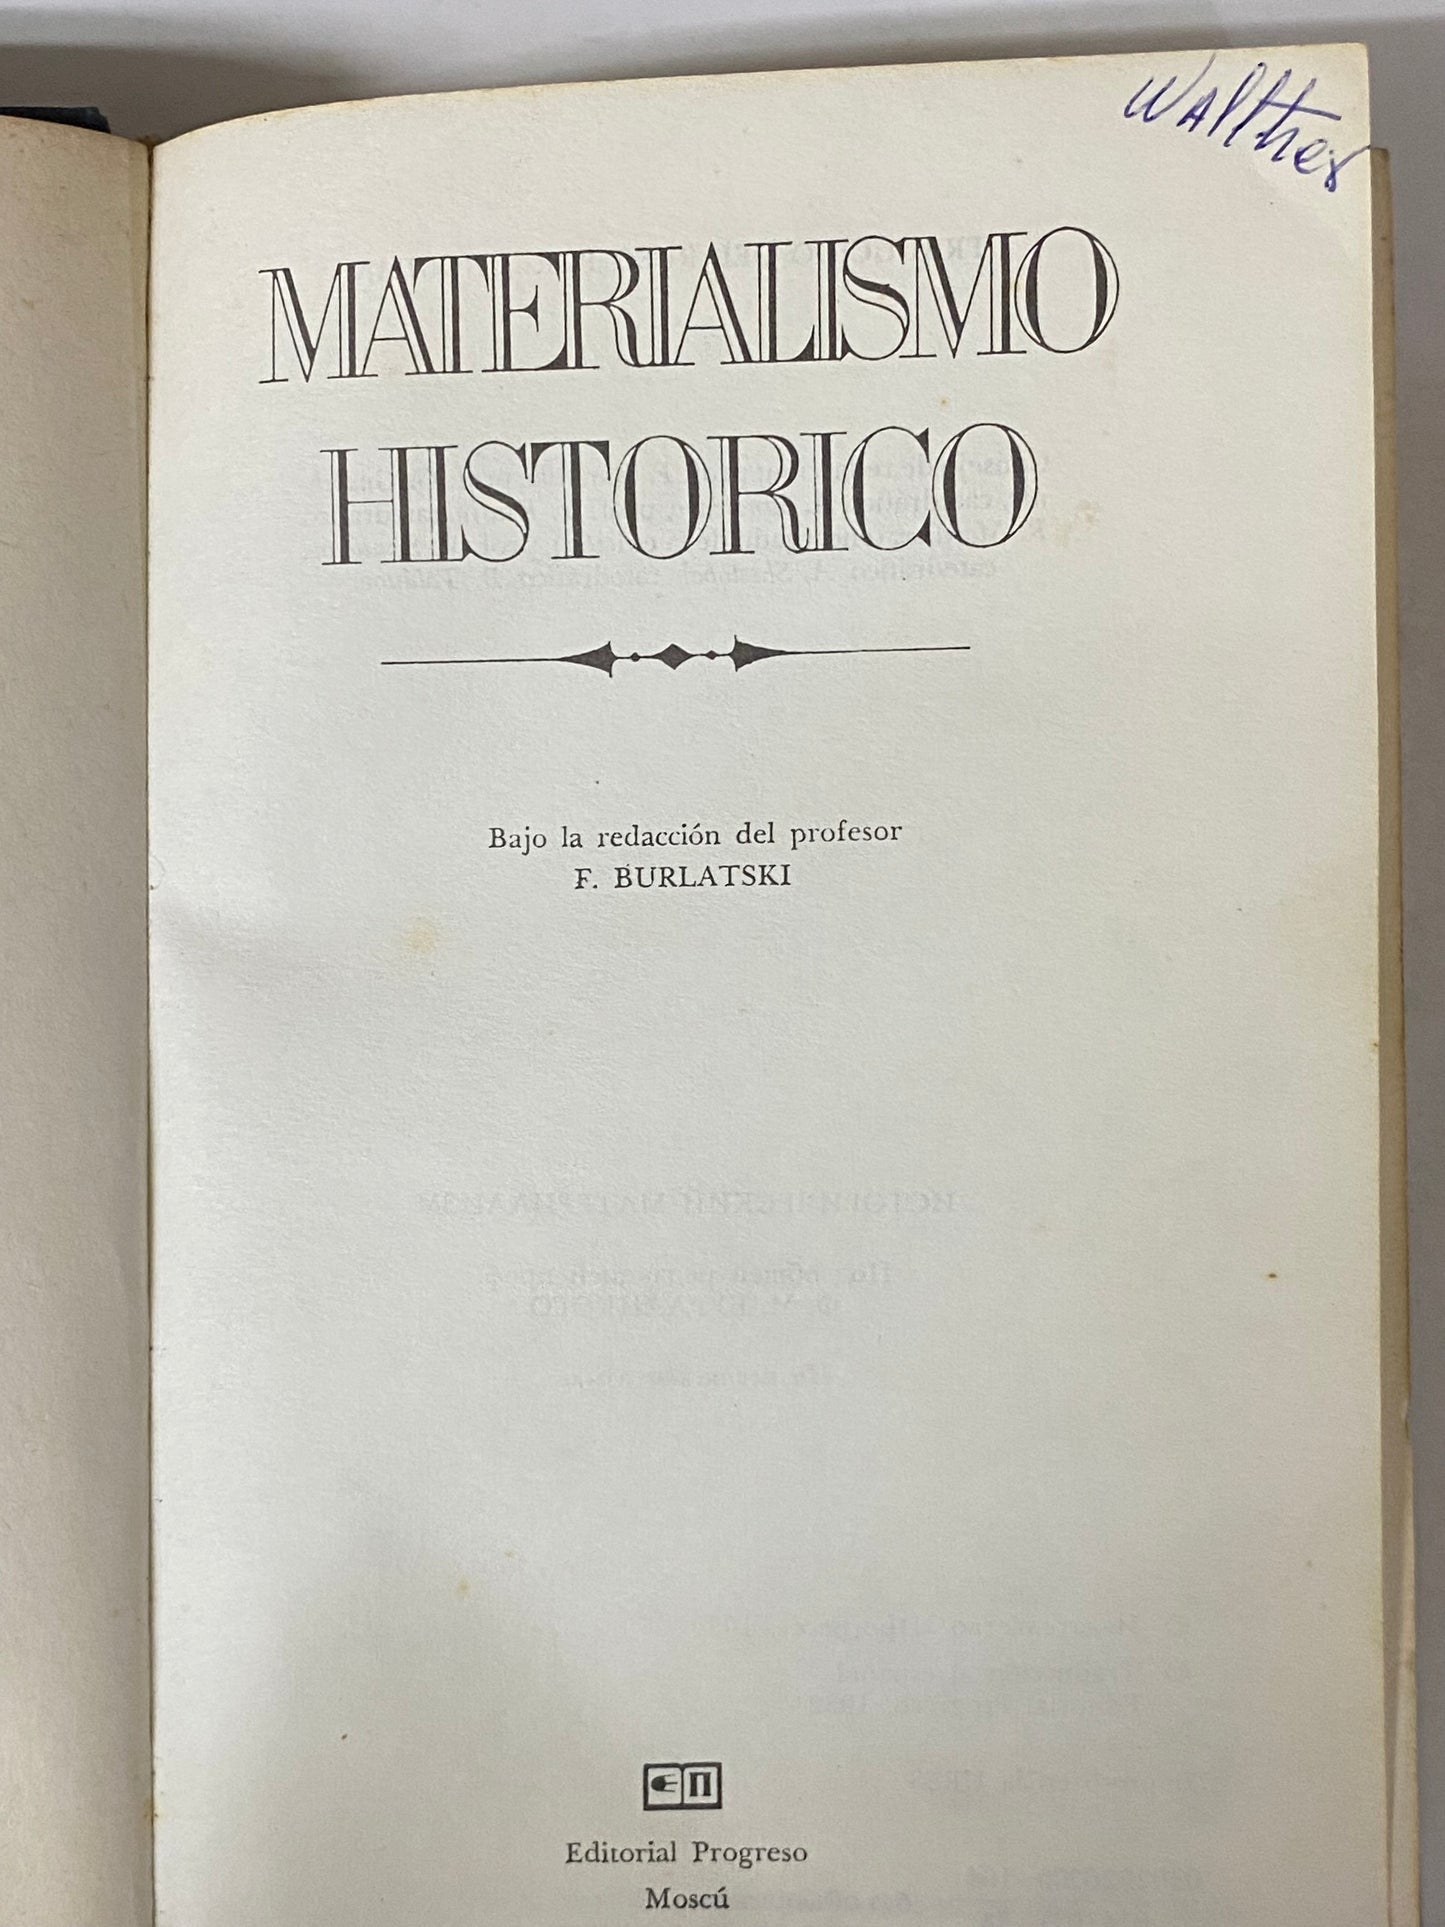 Walther
MATERIALISMO
HISTORICO
Bajo la redacción del profesor
F. BURLATSKI
П
Editorial Progreso
Moscú